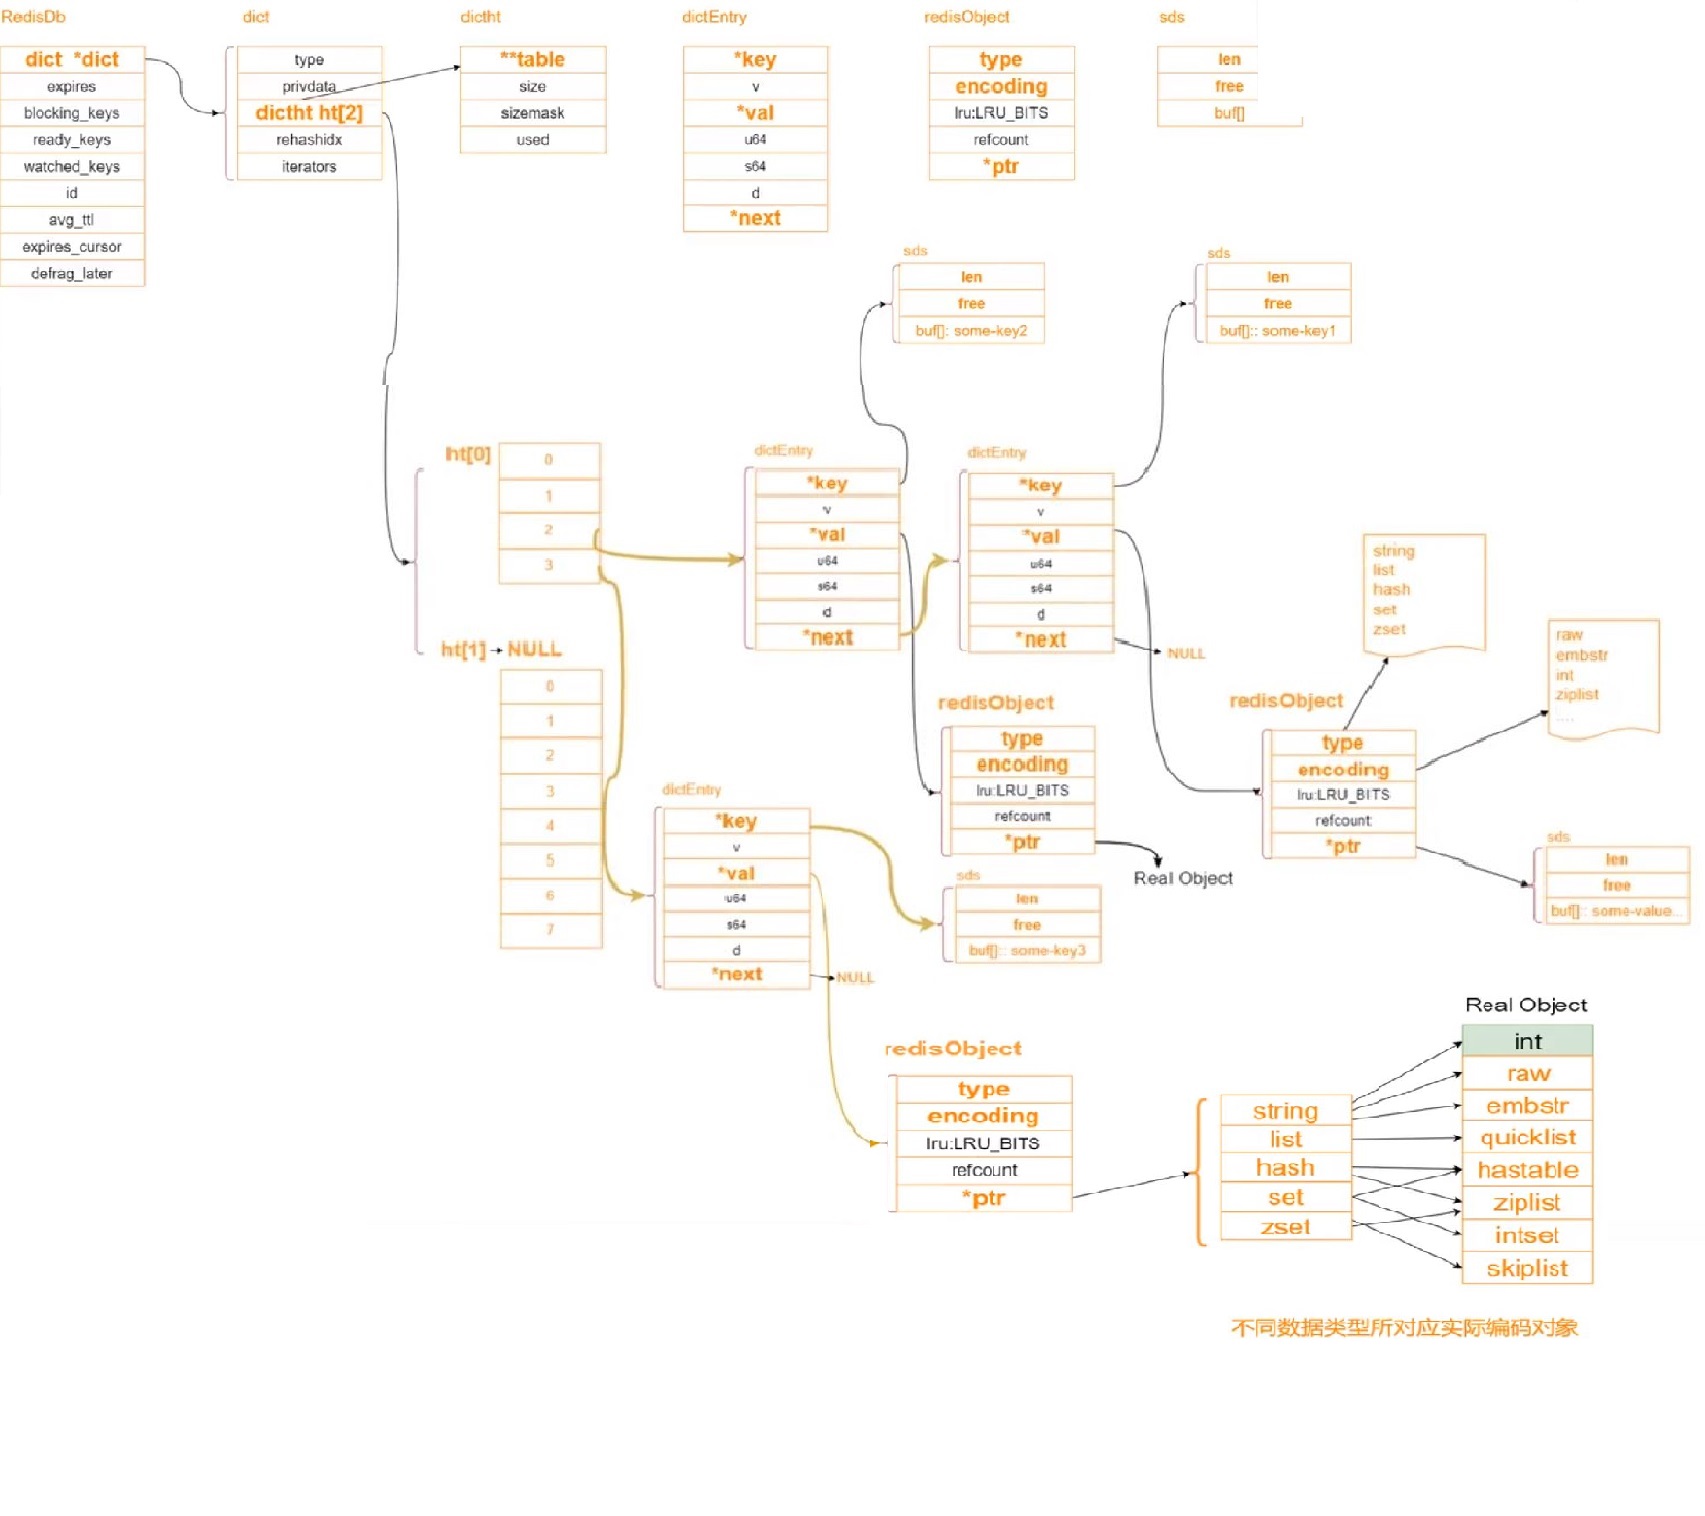 RedisDb
dict *dict
expires
blocking_keys
ready_keys
watched_keys
id
avg_ttl
expires_cursor
defrag_later
dict
type
privdata
dictht ht[2]
rehashidx
iterators
dictht
**table
size
sizemask
used
dictEntry
*key
v
*val
u64
s64
d
*next
redisObject
type
encoding
lru:LRU_BITS
refcount
*ptr
sds
len
free
buf[]
sds
len
free
buf[]: some-key2
sds
len
free
buf[]:: some-key1
ht[0]
0
1
2
3
ht[1]
NULL
0
1
2
3
4
5
6
7
dictEntry
*key
v
*val
u64
s64
d
*next
dictEntry
*key
v
*val
u64
s64
d
*next
NULL
string
list
hash
set
zset
raw
embstr
int
ziplist
....
redisObject
type
encoding
lru:LRU_BITS
refcount
*ptr
Real Object
redisObject
type
encoding
lru:LRU_BITS
refcount
*ptr
sds
len
free
buf[]:: some-value...
dictEntry
*key
v
*val
u64
s64
d
*next
NULL
sds
len
free
buf[]:: some-key3
redisObject
type
encoding
lru:LRU_BITS
refcount
*ptr
string
list
hash
set
zset
Real Object
int
raw
embstr
quicklist
hastable
ziplist
intset
skiplist
不同数据类型所对应实际编码对象